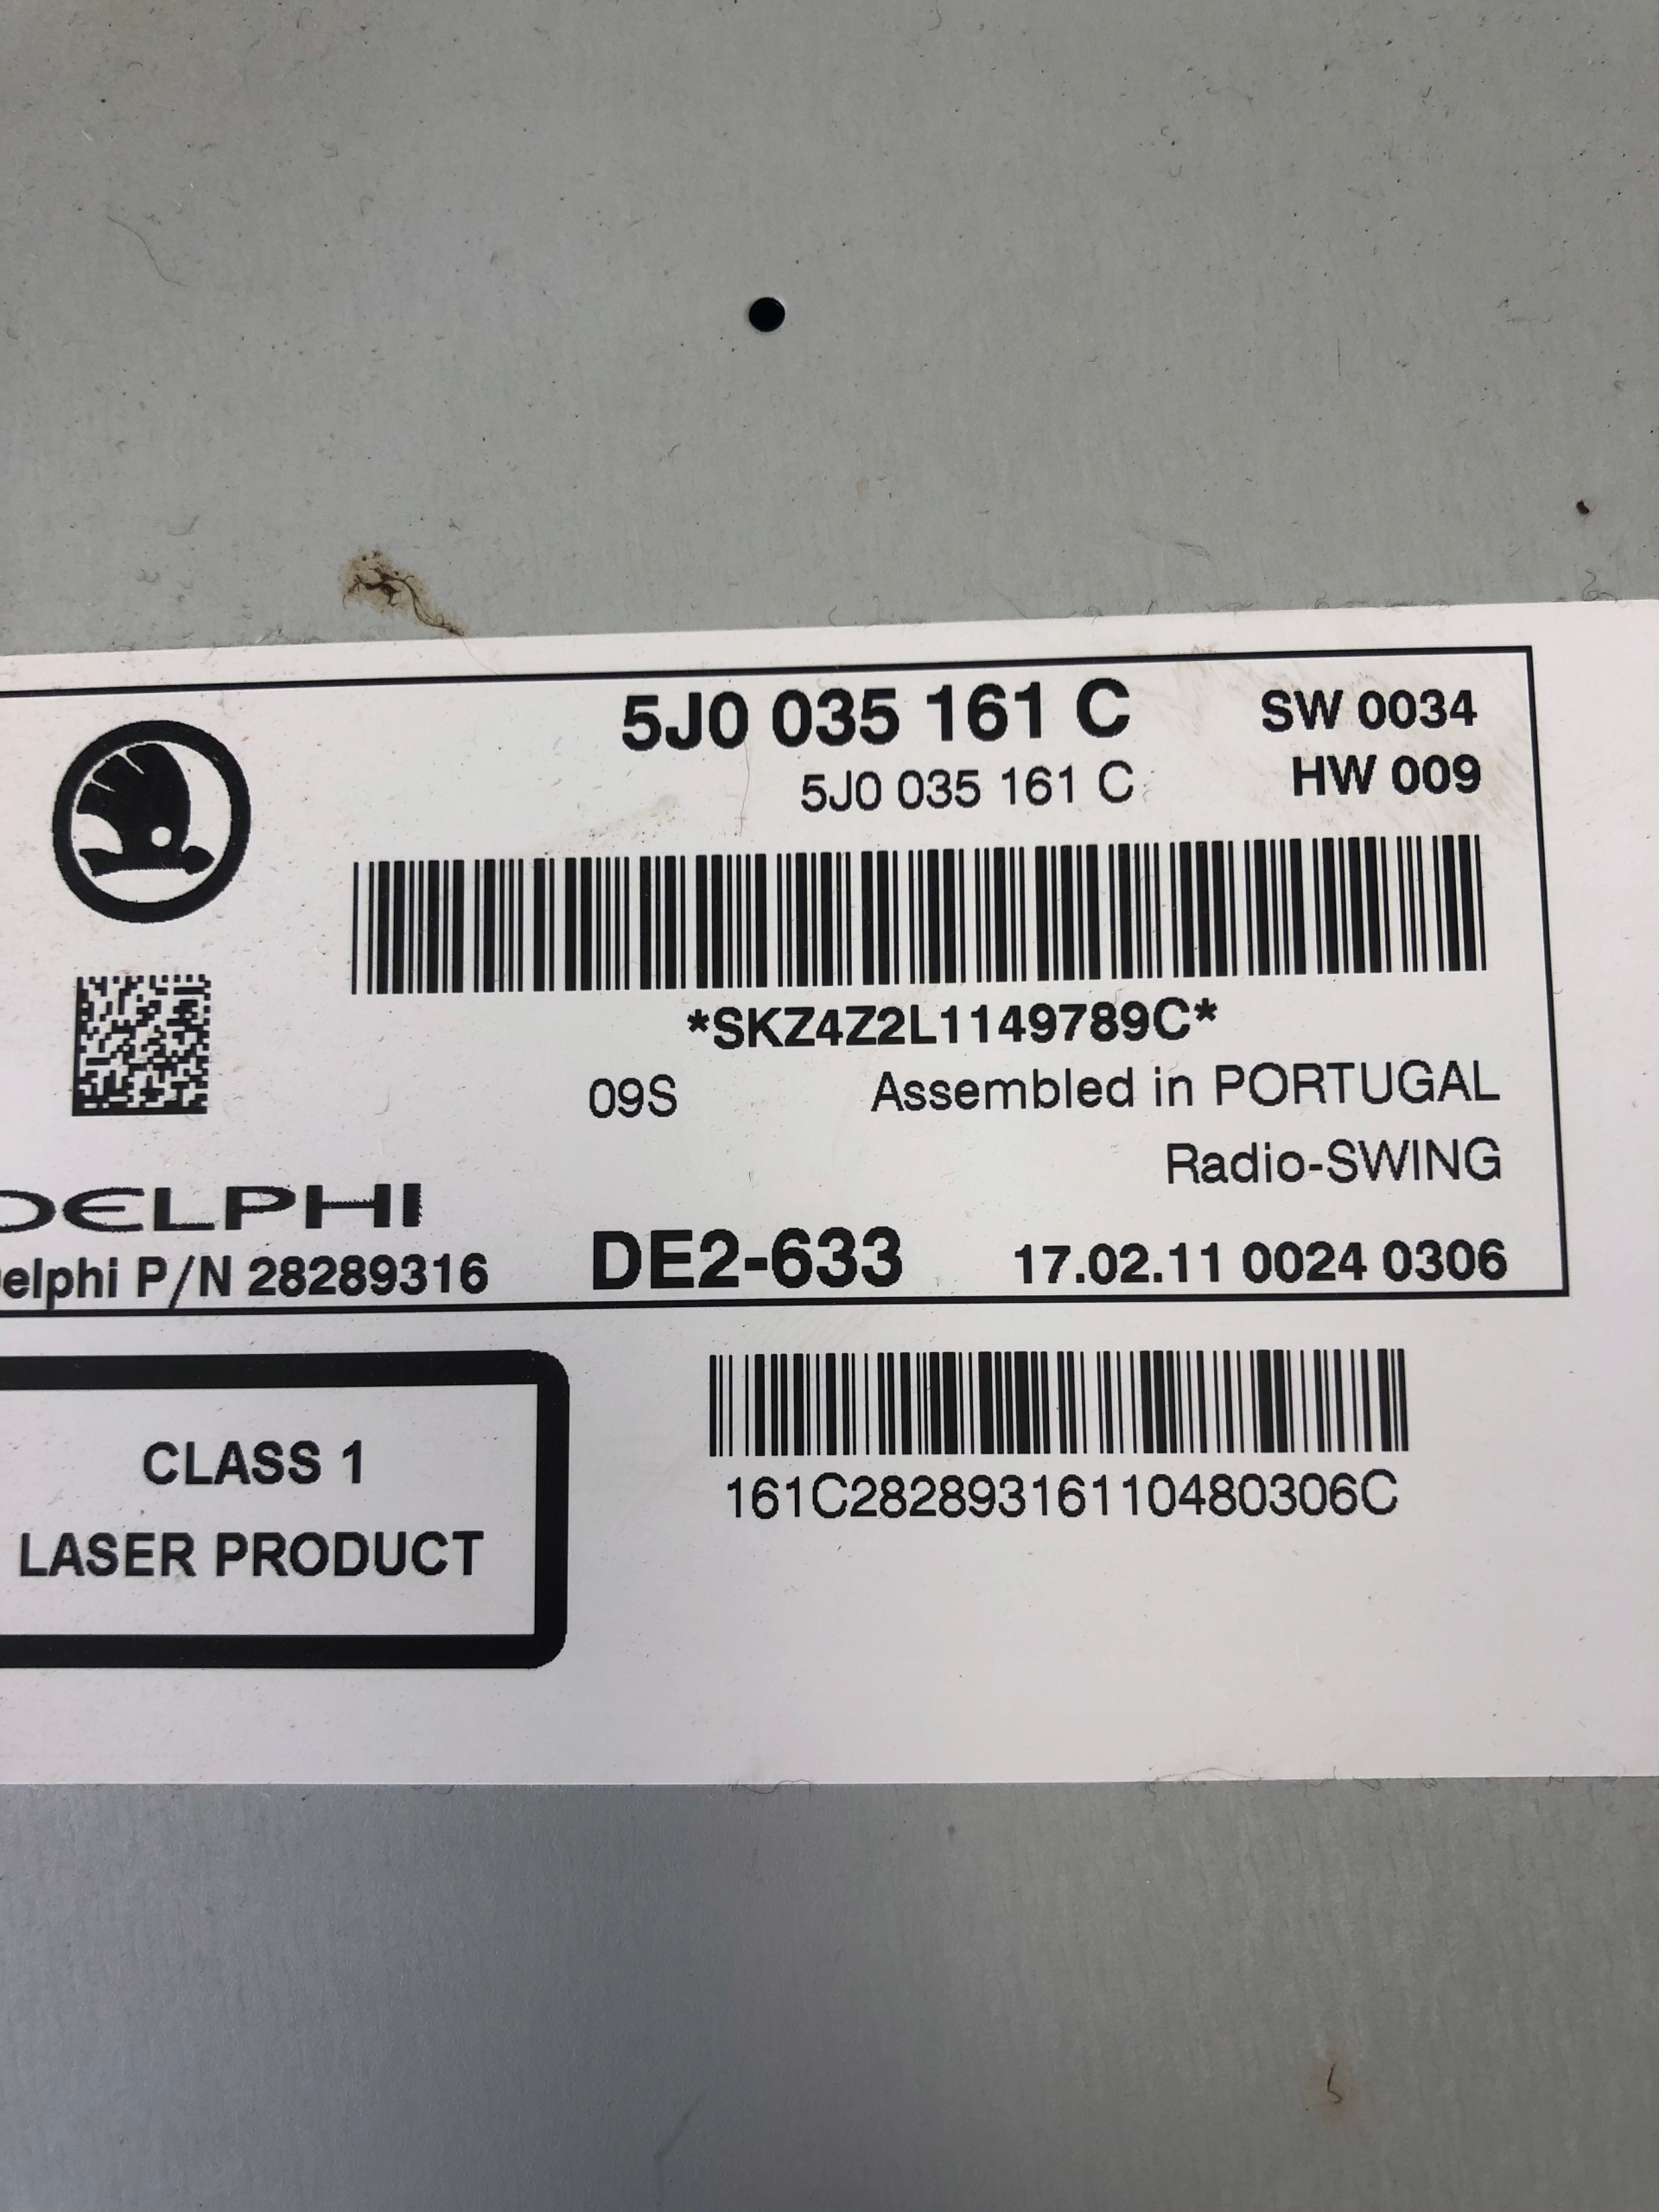 5J0 035 161 C SW 0034
5J0 035 161 C HW 009
*SKZ4Z2L1149789C*
09S Assembled in PORTUGAL
Radio-SWING
DELPHI
elphi P/N 28289316 DE2-633 17.02.11 0024 0306
CLASS 1
LASER PRODUCT
161C28289316110480306C